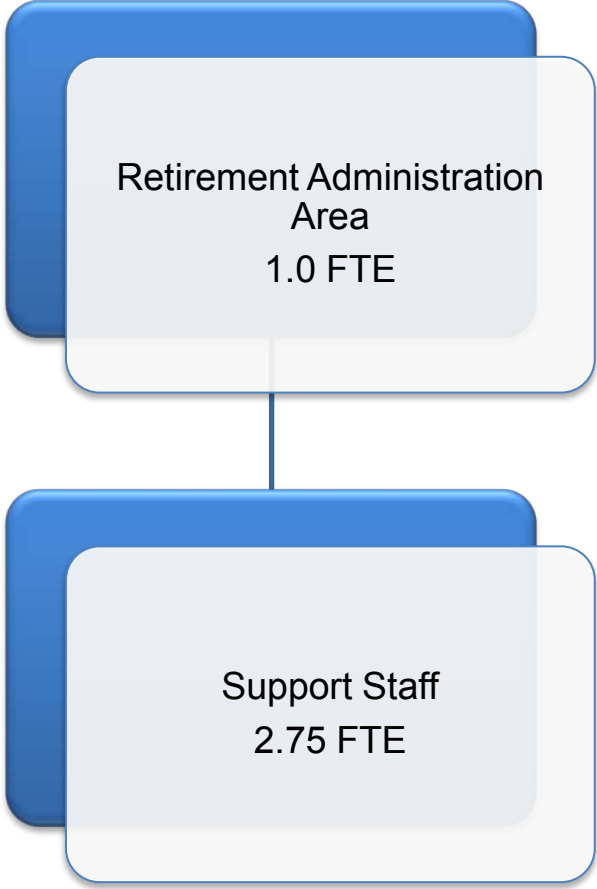 Retirement Administration
Area
1.0 FTE
Support Staff
2.75 FTE